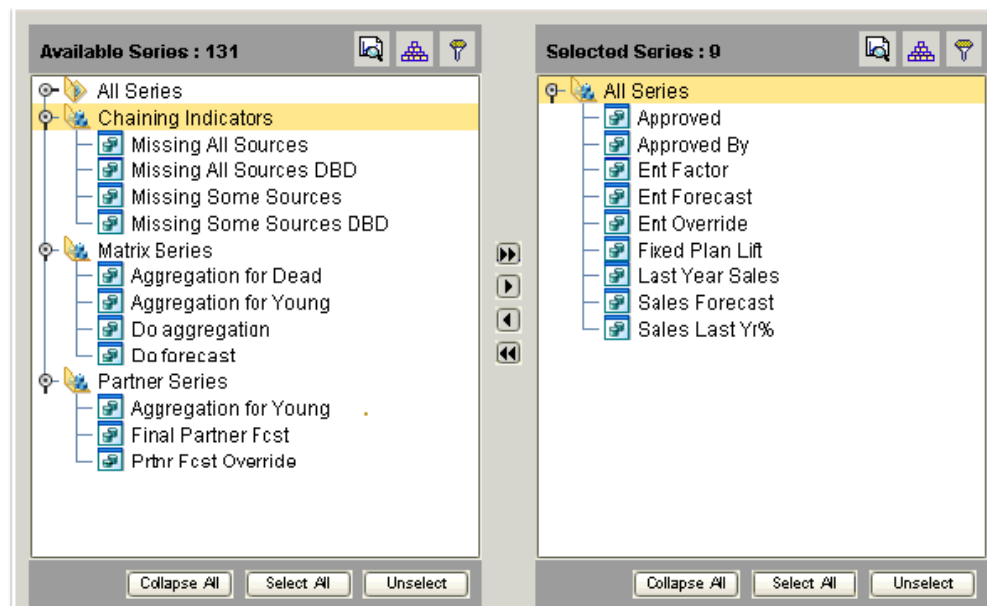 Available Series : 131
All Series
Chaining Indicators
Missing All Sources
Missing All Sources DBD
Missing Some Sources
Missing Some Sources DBD
Matrix Series
Aggregation for Dead
Aggregation for Young
Do aggregation
Do forecast
Partner Series
Aggregation for Young
Final Partner Fcst
Prtnr Fcst Override
Collapse All Select All Unselect
Selected Series : 9
All Series
Approved
Approved By
Ent Factor
Ent Forecast
Ent Override
Fixed Plan Lift
Last Year Sales
Sales Forecast
Sales Last Yr%
Collapse All Select All Unselect